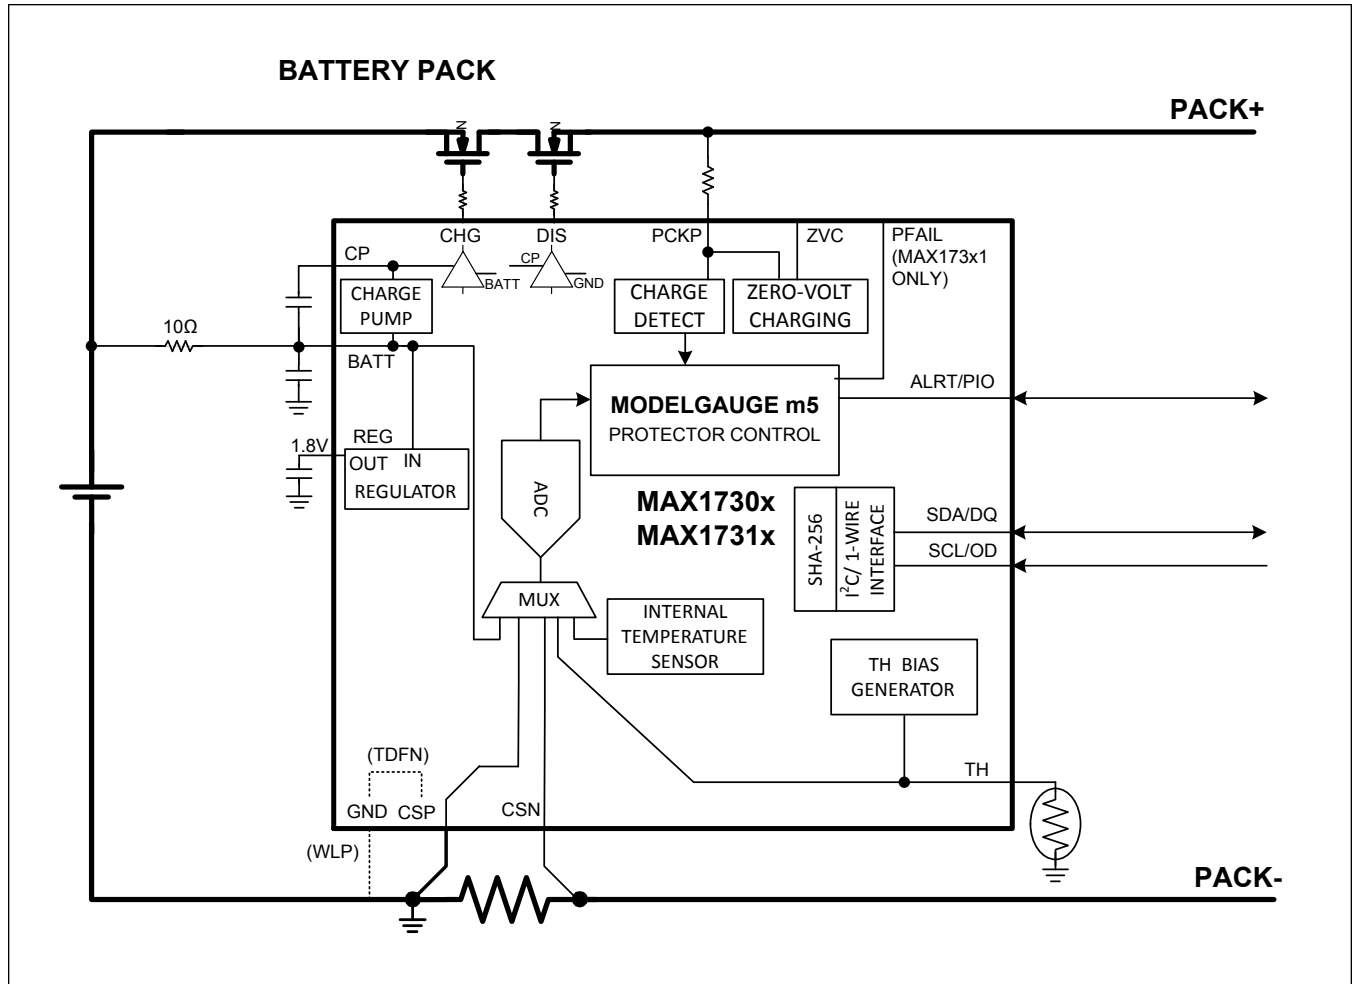 BATTERY PACK
PACK+
N
N
CHG
DIS
PCKP
ZVC
PFAIL
(MAX173x1
ONLY)
CP
CP
BATT
GND
CHARGE
PUMP
CHARGE
DETECT
ZERO-VOLT
CHARGING
10Ω
BATT
ALRT/PIO
MODELGAUGE m5
PROTECTOR CONTROL
1.8V
REG
OUT
IN
REGULATOR
ADC
MAX1730x
MAX1731x
SHA-256
I²C/ 1-WIRE
INTERFACE
SDA/DQ
SCL/OD
MUX
INTERNAL
TEMPERATURE
SENSOR
TH BIAS
GENERATOR
(TDFN)
TH
GND
CSP
CSN
(WLP)
PACK-